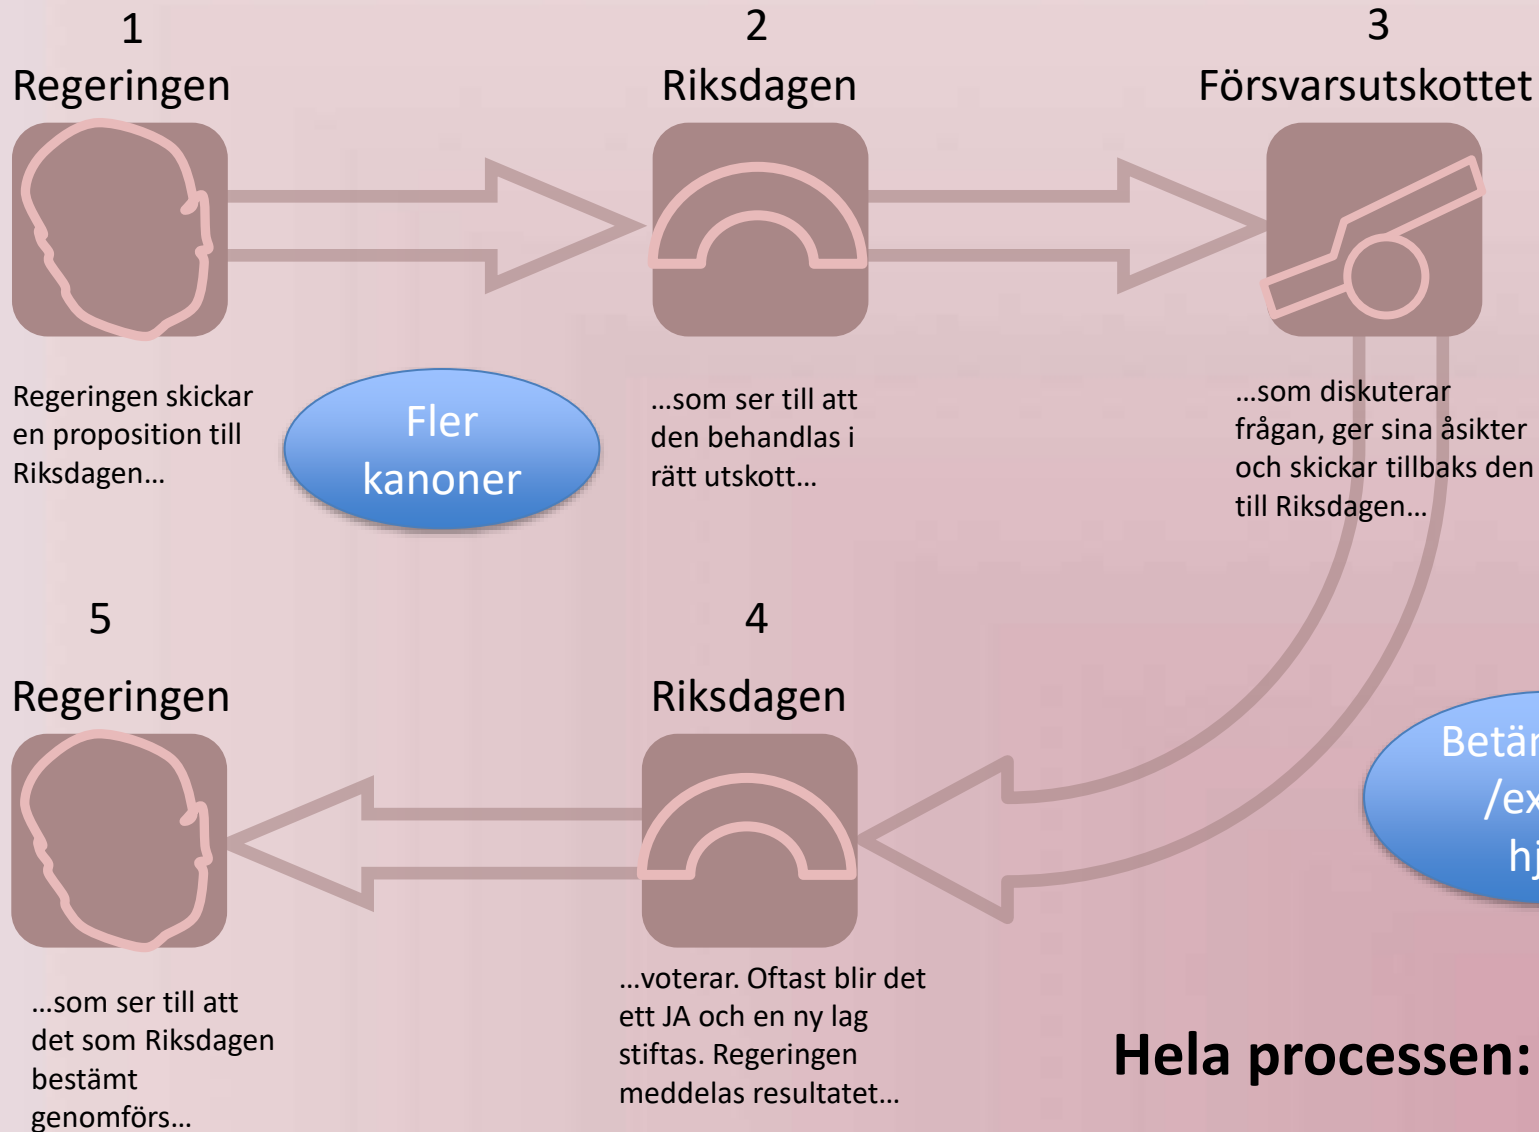 1
Regeringen
Regeringen skickar
en proposition till
Riksdagen…
Fler
kanoner
2
Riksdagen
…som ser till att
den behandlas i
rätt utskott…
3
Försvarsutskottet
…som diskuterar
frågan, ger sina åsikter
och skickar tillbaks den
till Riksdagen…
4
Riksdagen
…voterar. Oftast blir det
ett JA och en ny lag
stiftas. Regeringen
meddelas resultatet…
5
Regeringen
…som ser till att
det som Riksdagen
bestämt
genomförs…
Hela processen: